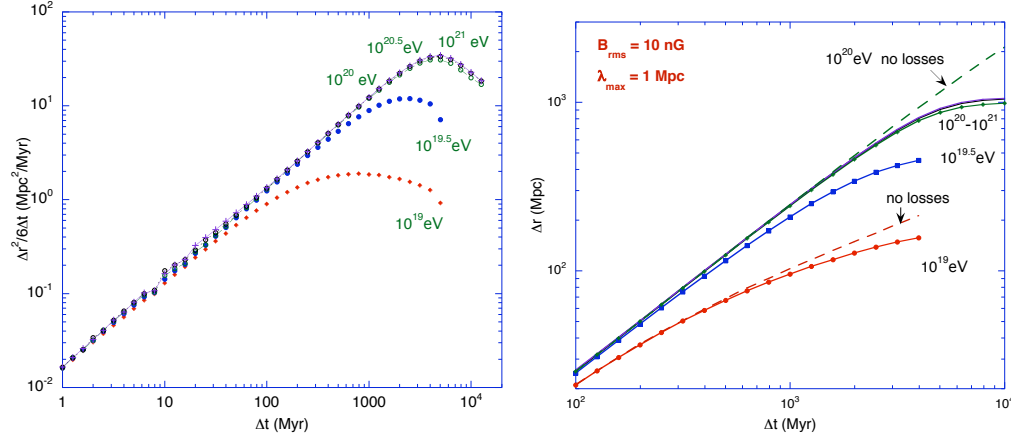 10^2
10^1
10^0
10^-1
10^-2
Δr^2/6Δt (Mpc^2/Myr)
10^20.5
10^21 eV
10^20 eV
10^19.5eV
10^19eV
1
10
100
1000
10^4
Δt (Myr)
B_rms = 10 nG
λ_max = 1 Mpc
10^20eV no losses
10^20-10^21
10^19.5eV
no losses
10^19eV
10^3
10^2
Δr (Mpc)
10^2
10^3
10^4
Δt (Myr)